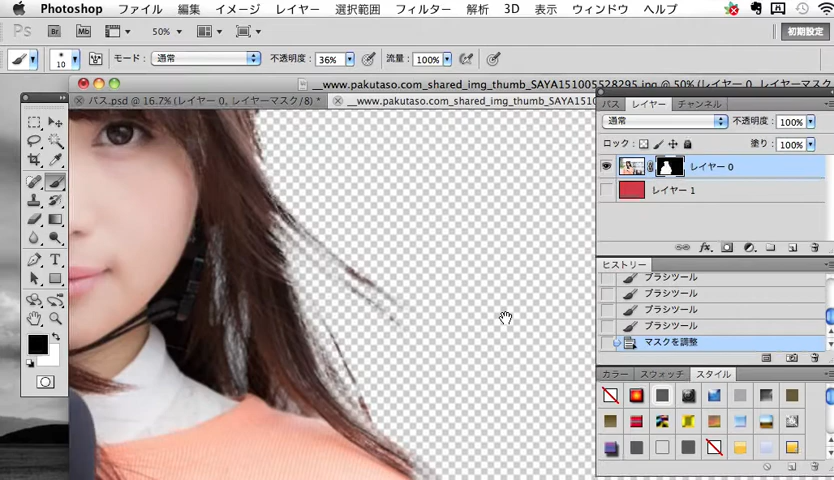 Photoshop ファイル 編集 イメージ レイヤー 選択範囲 フィルター 解析 3D 表示 ウィンドウ ヘルプ
Ps Br Mb 50% 初期設定
10 モード: 通常 不透明度: 36% 流量: 100%
__www.pakutaso.com_shared_img_thumb_SAYA151005528295.jpg @ 50% (レイヤー 0, レイヤーマスク
パス.psd @ 16.7% (レイヤー 0, レイヤーマスク/8) * __www.pakutaso.com_shared_img_thumb_SAYA1510
パス レイヤー チャンネル
通常 不透明度: 100%
ロック: 塗り: 100%
レイヤー 0
レイヤー 1
ヒストリー
ブラシツール
ブラシツール
ブラシツール
ブラシツール
マスクを調整
カラー スウォッチ スタイル